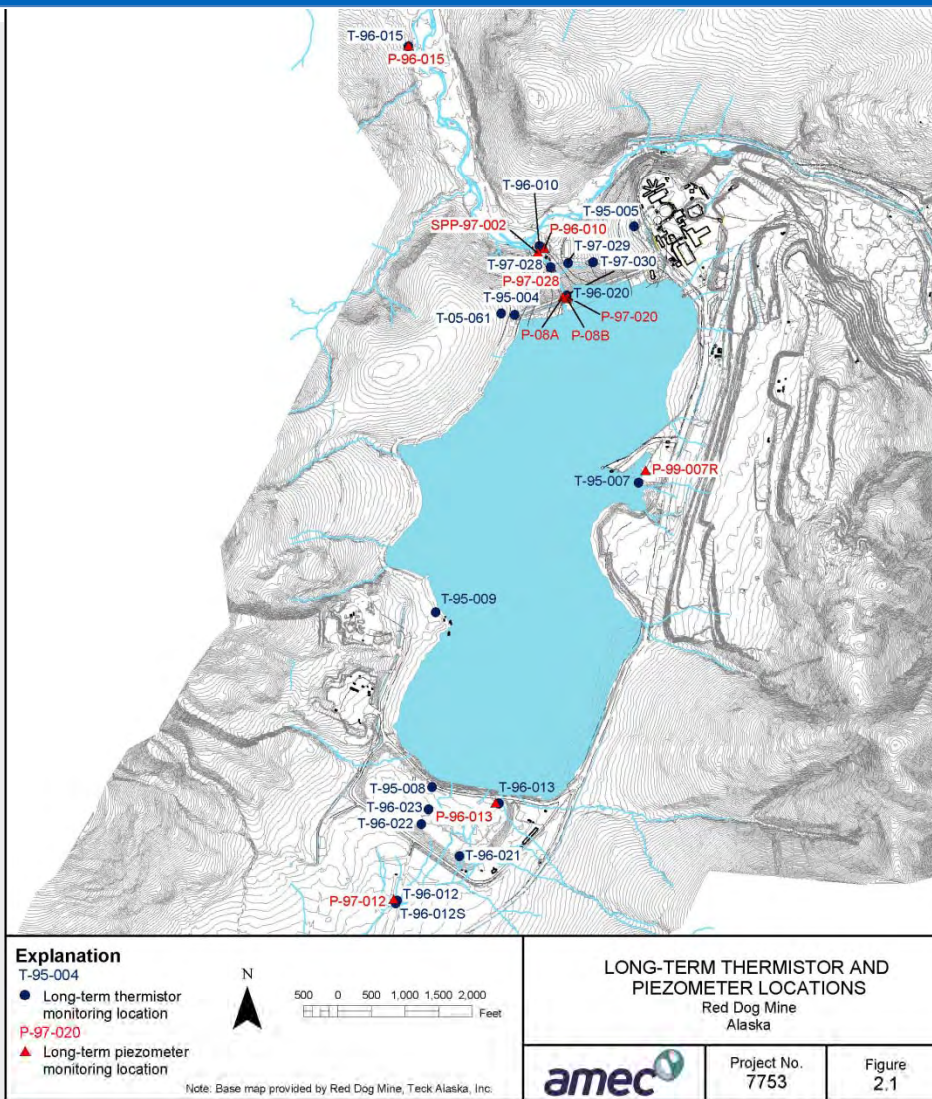 T-96-015
P-96-015
T-96-010
T-95-005
SPP-97-002
P-96-010
T-97-029
T-97-028
T-97-030
P-97-028
T-95-004
T-96-020
T-05-061
P-97-020
P-08A
P-08B
P-99-007R
T-95-007
T-95-009
T-95-008
T-96-013
T-96-023
P-96-013
T-96-022
T-96-021
P-97-012
T-96-012
T-96-012S
Explanation
T-95-004
Long-term thermistor
monitoring location
P-97-020
Long-term piezometer
monitoring location
N
500 0 500 1,000 1,500 2,000
Feet
Note: Base map provided by Red Dog Mine, Teck Alaska, Inc.
LONG-TERM THERMISTOR AND
PIEZOMETER LOCATIONS
Red Dog Mine
Alaska
amec
Project No.
7753
Figure
2.1